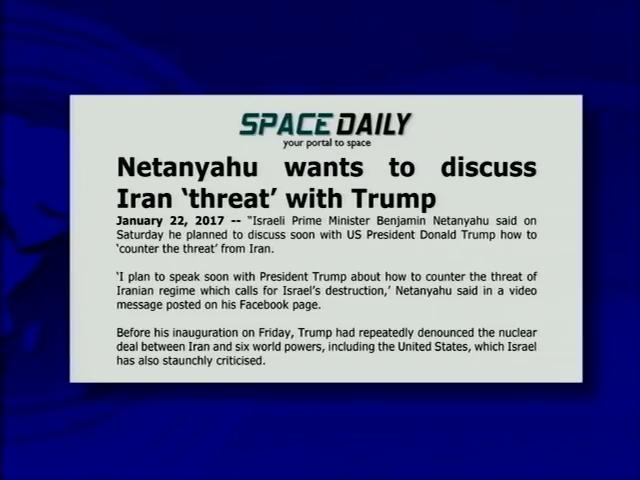 SPACE DAILY
your portal to space
Netanyahu wants to discuss
Iran ‘threat’ with Trump
January 22, 2017 -- “Israeli Prime Minister Benjamin Netanyahu said on
Saturday he planned to discuss soon with US President Donald Trump how to
‘counter the threat’ from Iran.
‘I plan to speak soon with President Trump about how to counter the threat of
Iranian regime which calls for Israel’s destruction,’ Netanyahu said in a video
message posted on his Facebook page.
Before his inauguration on Friday, Trump had repeatedly denounced the nuclear
deal between Iran and six world powers, including the United States, which Israel
has also staunchly criticised.